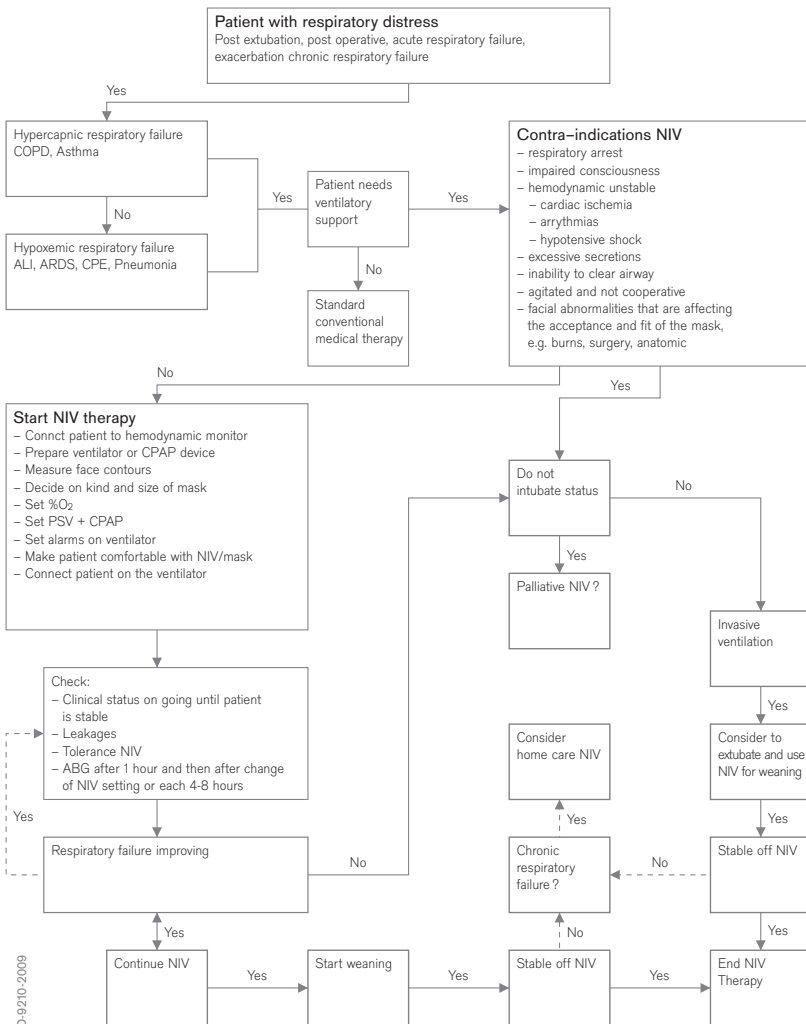 Patient with respiratory distress
Post extubation, post operative, acute respiratory failure,
exacerbation chronic respiratory failure
Yes
Hypercapnic respiratory failure
COPD, Asthma
No
Hypoxemic respiratory failure
ALI, ARDS, CPE, Pneumonia
Yes
Patient needs
ventilatory
support
Yes
No
Standard
conventional
medical therapy
Contra-indications NIV
– respiratory arrest
– impaired consciousness
– hemodynamic unstable
– cardiac ischemia
– arrythmias
– hypotensive shock
– excessive secretions
– inability to clear airway
– agitated and not cooperative
– facial abnormalities that are affecting
the acceptance and fit of the mask,
e.g. burns, surgery, anatomic
No
Yes
Start NIV therapy
– Connct patient to hemodynamic monitor
– Prepare ventilator or CPAP device
– Measure face contours
– Decide on kind and size of mask
– Set %O₂
– Set PSV + CPAP
– Set alarms on ventilator
– Make patient comfortable with NIV/mask
– Connect patient on the ventilator
Do not
intubate status
No
Yes
Palliative NIV ?
Invasive
ventilation
Yes
Check:
– Clinical status on going until patient
is stable
– Leakages
– Tolerance NIV
– ABG after 1 hour and then after change
of NIV setting or each 4-8 hours
Consider
home care NIV
Consider to
extubate and use
NIV for weaning
Yes
Yes
Yes
Respiratory failure improving
No
Chronic
respiratory
failure ?
No
Stable off NIV
Yes
No
Yes
Continue NIV
Yes
Start weaning
Yes
Stable off NIV
Yes
End NIV
Therapy
D-9210-2009